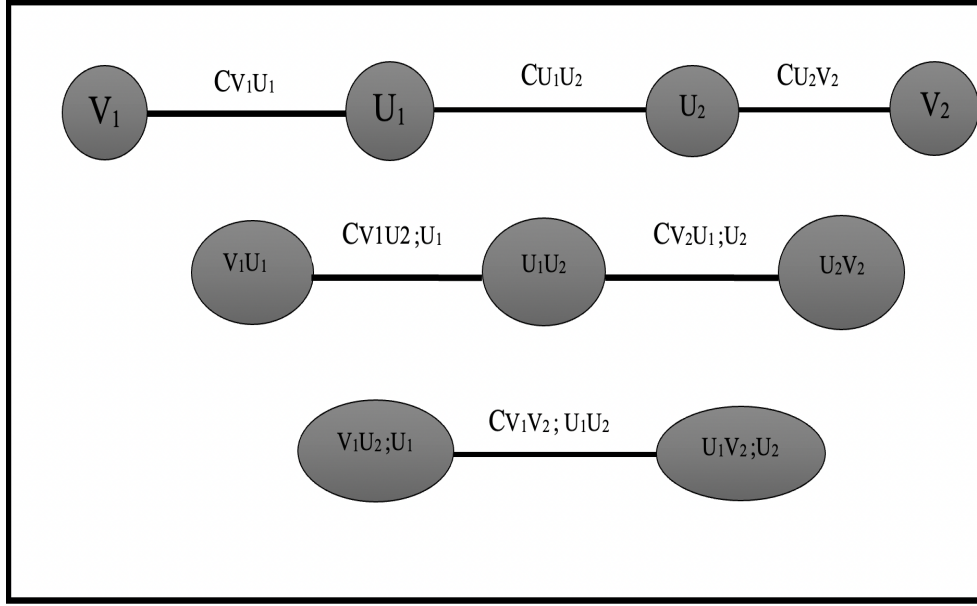 CV₁U₁ CU₁U₂ CU₂V₂
V₁ U₁ U₂ V₂
CV1U2;U₁ CV₂U₁;U₂
V₁U₁ U₁U₂ U₂V₂
CV₁V₂; U₁U₂
V₁U₂;U₁ U₁V₂;U₂